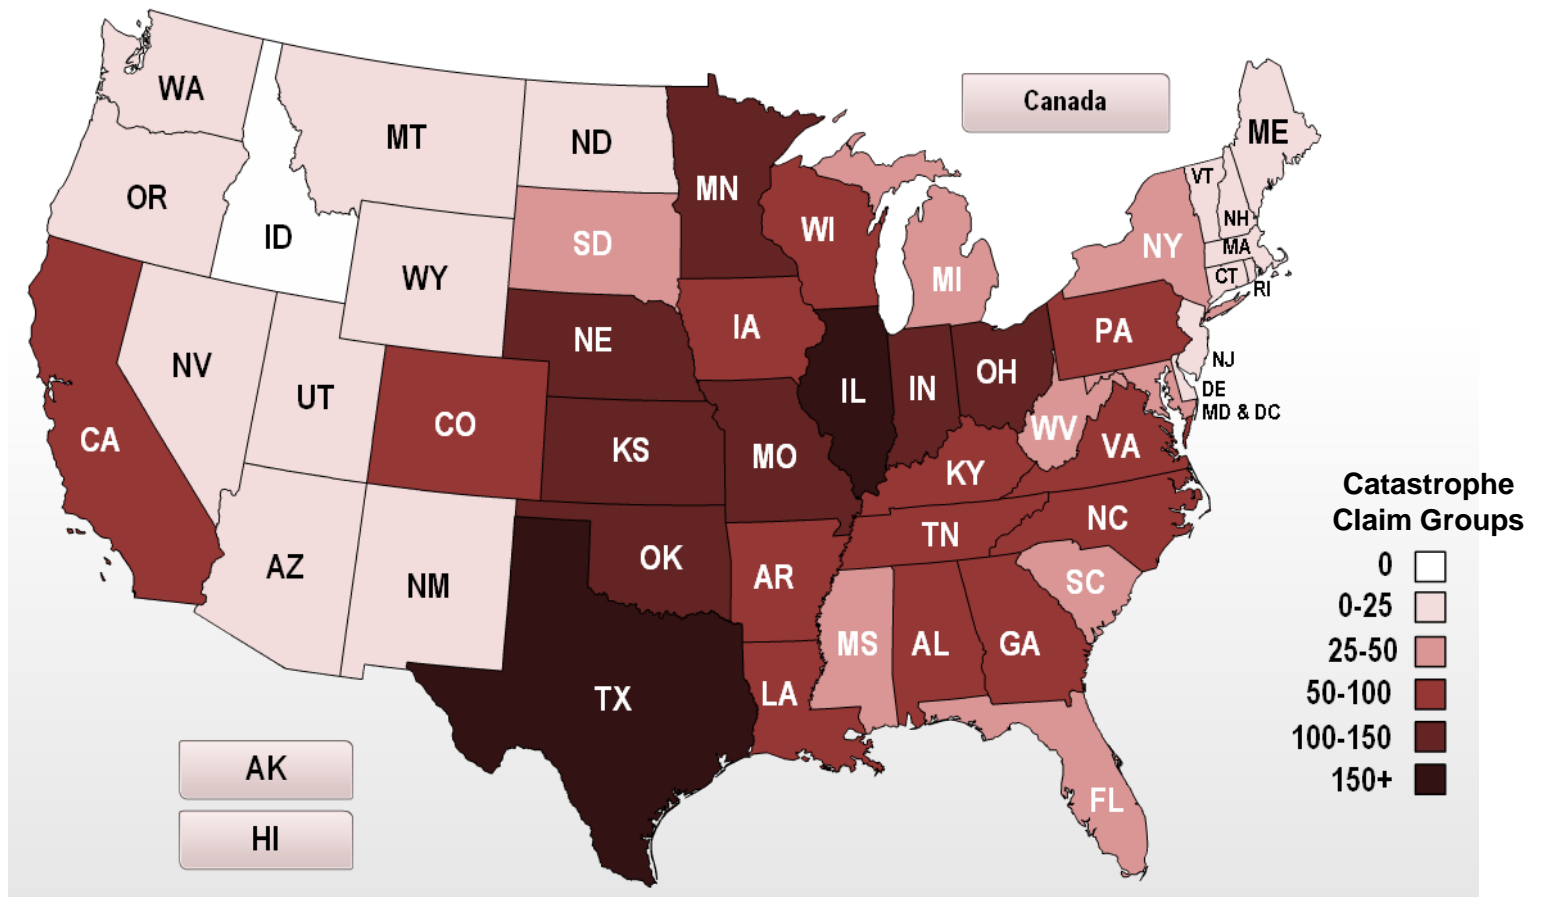 WA
MT
ND
MN
OR
ID
WY
SD
WI
MI
NY
VT
NH
ME
MA
CT
RI
Canada
NV
UT
CO
CA
NE
IA
IL
IN
OH
PA
NJ
DE
MD & DC
WV
VA
KS
MO
KY
AZ
NM
OK
AR
TN
NC
SC
TX
LA
MS
AL
GA
FL
AK
HI
Catastrophe
Claim Groups
0
0-25
25-50
50-100
100-150
150+